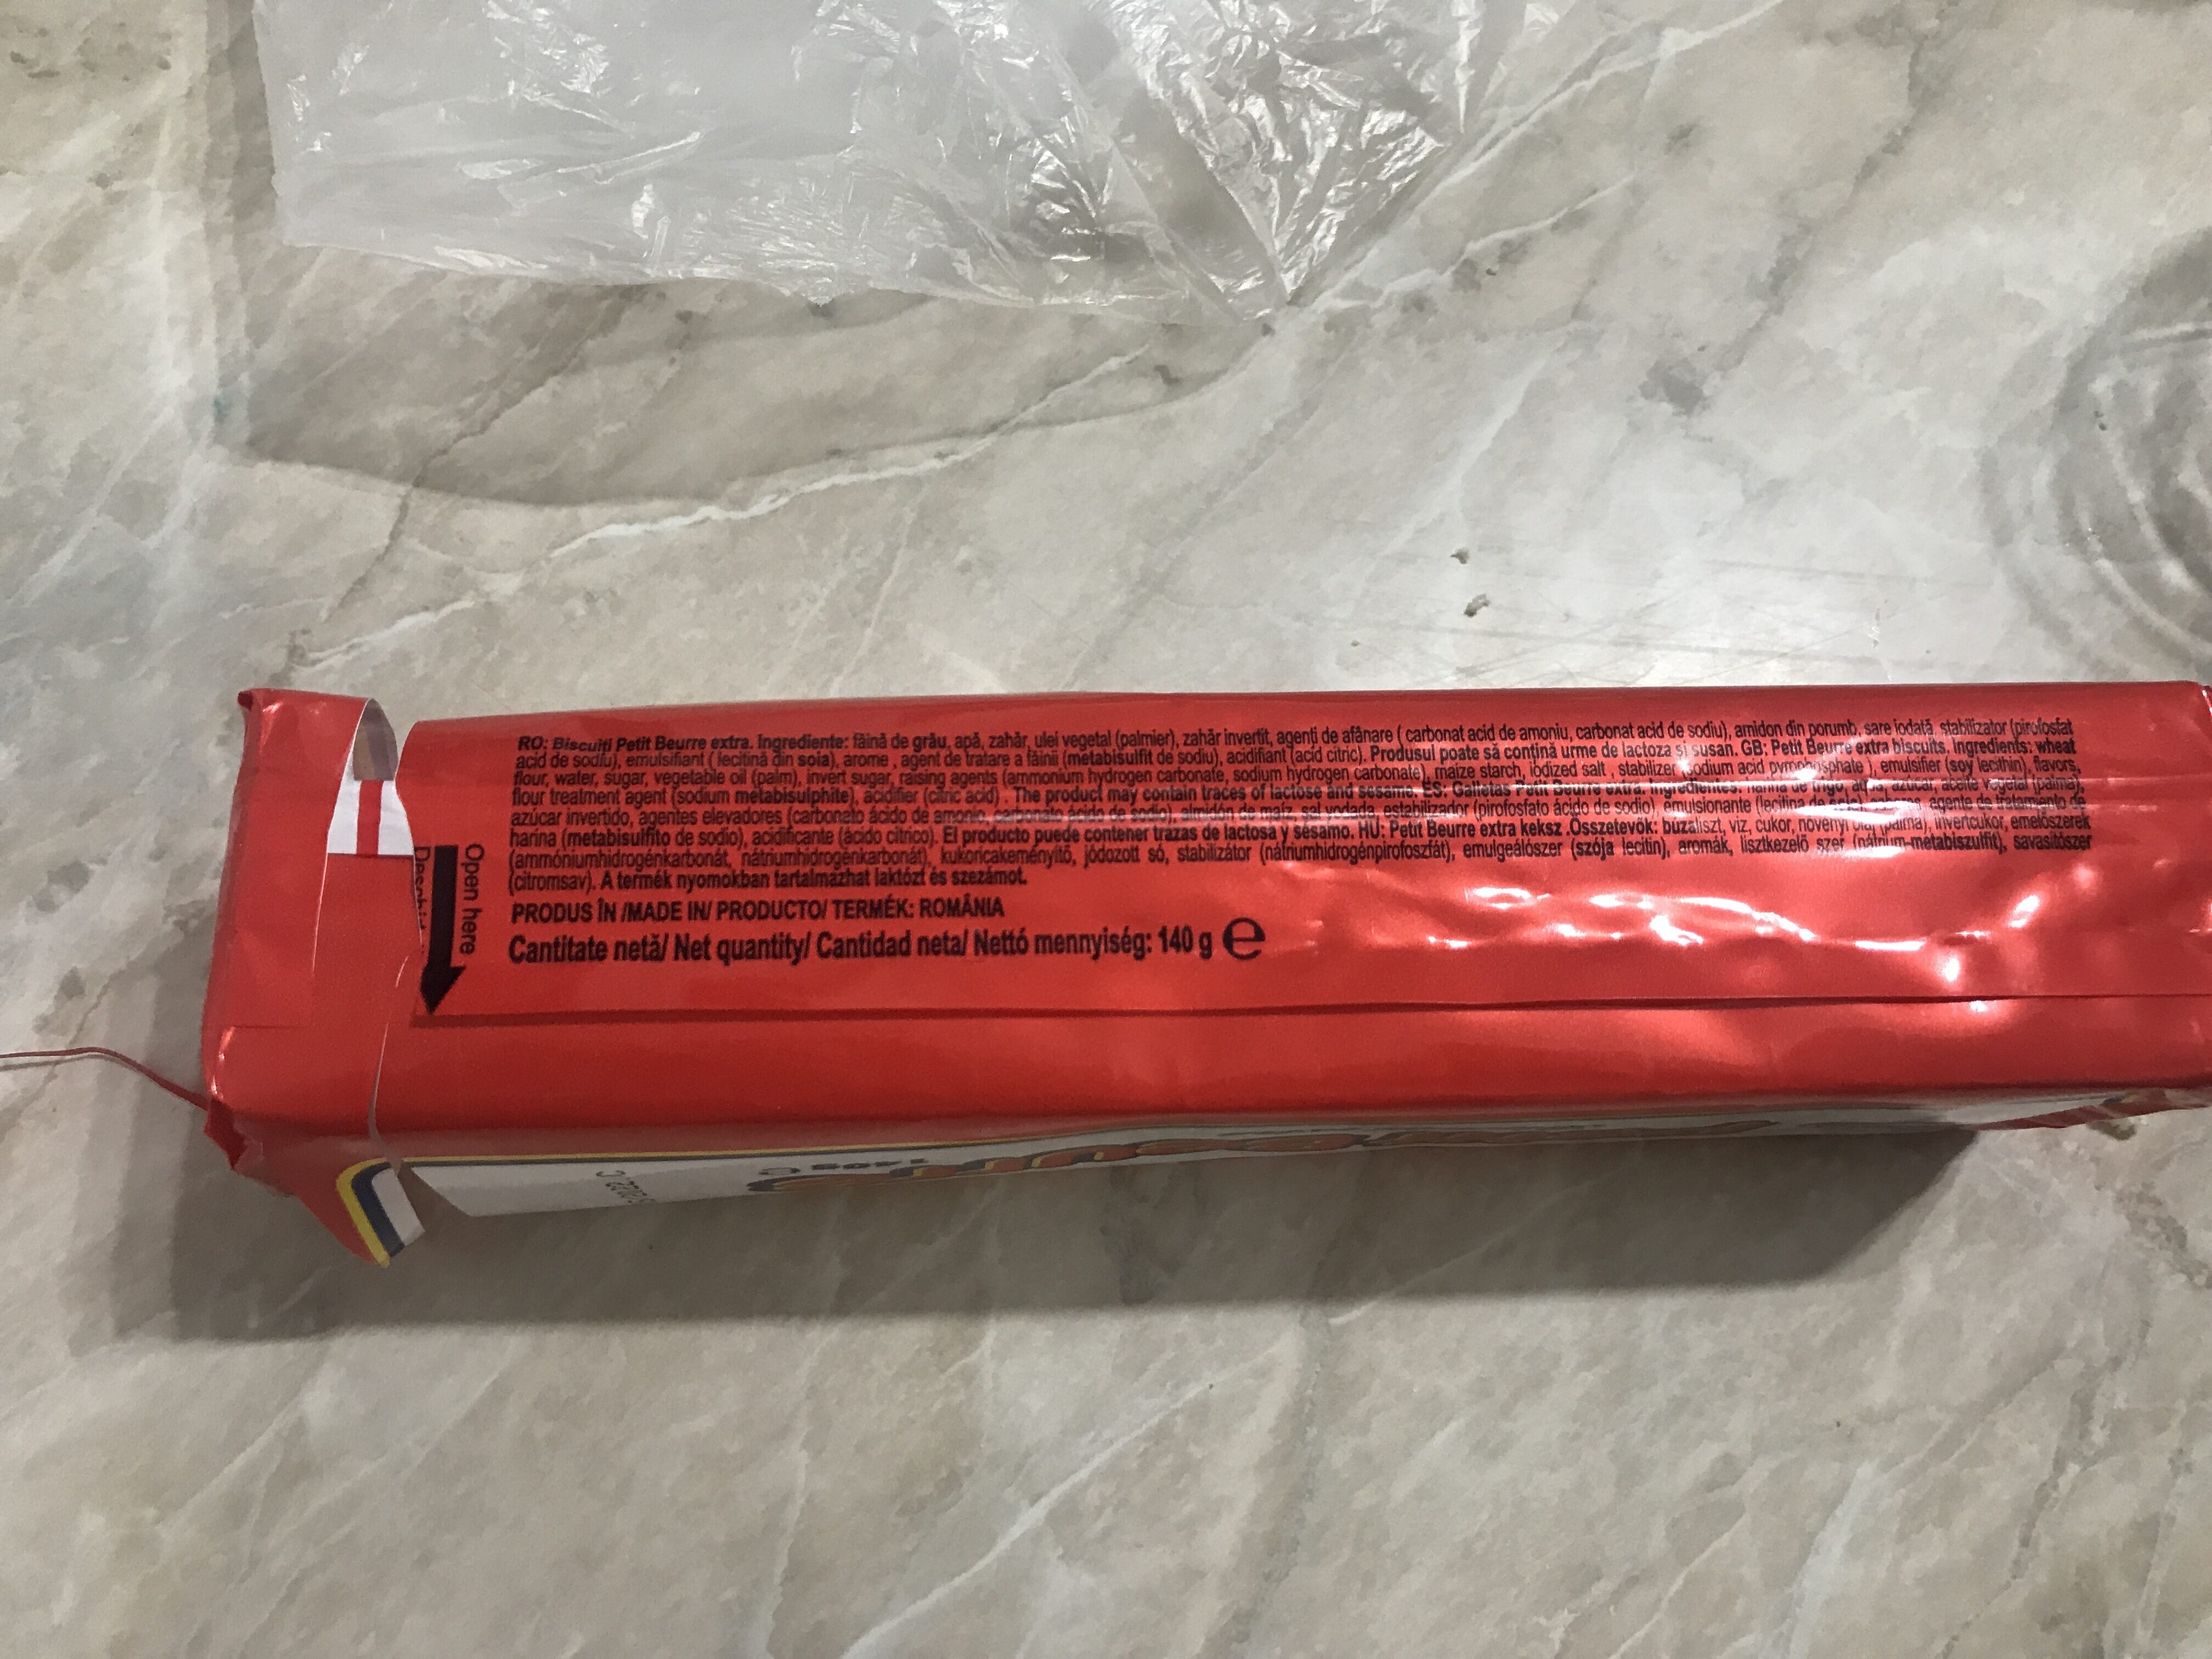 RO: Biscuiți Petit Beurre extra. Ingrediente: făină de grâu, apă, zahăr, ulei vegetal (palmier), zahăr invertit, agenți de afânare ( carbonat acid de amoniu, carbonat acid de sodiu), amidon din porumb, sare iodată, stabilizator (pirofosfat
acid de sodiu), emulsifiant ( lecitină din soia), arome , agent de tratare a făinii (metabisulfit de sodiu), acidifiant (acid citric). Produsul poate să conțină urme de lactoza și susan. GB: Petit Beurre extra biscuits. Ingredients: wheat
flour, water, sugar, vegetable oil (palm), invert sugar, raising agents (ammonium hydrogen carbonate, sodium hydrogen carbonate), maize starch, iodized salt , stabilizer (sodium acid pyrophosphate ), emulsifier (soy lecithin), flavors,
flour treatment agent (sodium metabisulphite), acidifier (citric acid) . The product may contain traces of lactose and sesame. ES: Galletas Petit Beurre extra. Ingredientes: harina de trigo, azúcar, aceite vegetal (palma),
azúcar invertido, agentes elevadores (carbonato ácido de amonio, carbonato ácido de sodio), almidón de maíz, sal yodada, estabilizador (pirofosfato ácido de sodio), emulsionante (lecitina de agente de tratamiento de
harina (metabisulfito de sodio), acidificante (ácido cítrico). El producto puede contener trazas de lactosa y sésamo. HU: Petit Beurre extra keksz .Összetevők: búzaliszt, víz, cukor, növényi (pálma), invertcukor, emelőszerek
(ammóniumhidrogénkarbonát, nátriumhidrogénkarbonát), kukoricakeményítő, jódozott só, stabilizátor (nátriumhidrogénpirofoszfát), emulgeálószer (szója lecitin), aromák, lisztkezelő szer (nátrium-metabiszulfit), savasítószer
(citromsav). A termék nyomokban tartalmazhat laktózt és szezámot.
PRODUS ÎN /MADE IN/ PRODUCTO/ TERMÉK: ROMÂNIA
Cantitate netă/ Net quantity/ Cantidad neta/ Nettó mennyiség: 140 g e
Open here
140g e